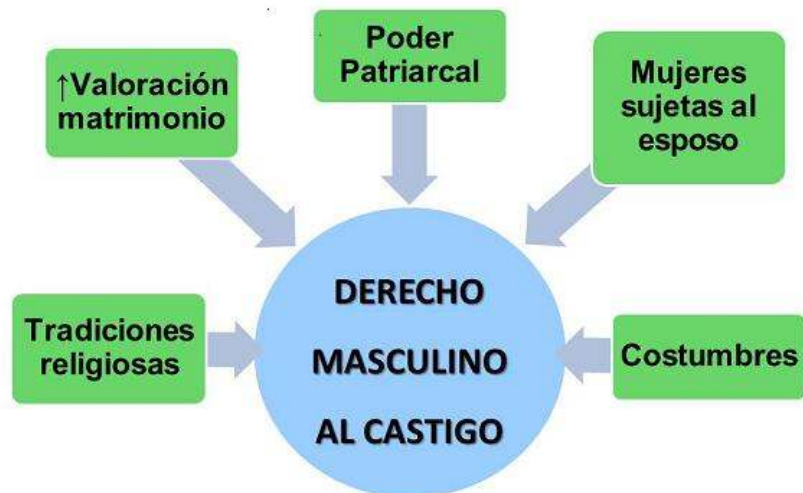 ↑Valoración
matrimonio
Poder
Patriarcal
Mujeres
sujetas al
esposo
Tradiciones
religiosas
DERECHO
MASCULINO
AL CASTIGO
Costumbres